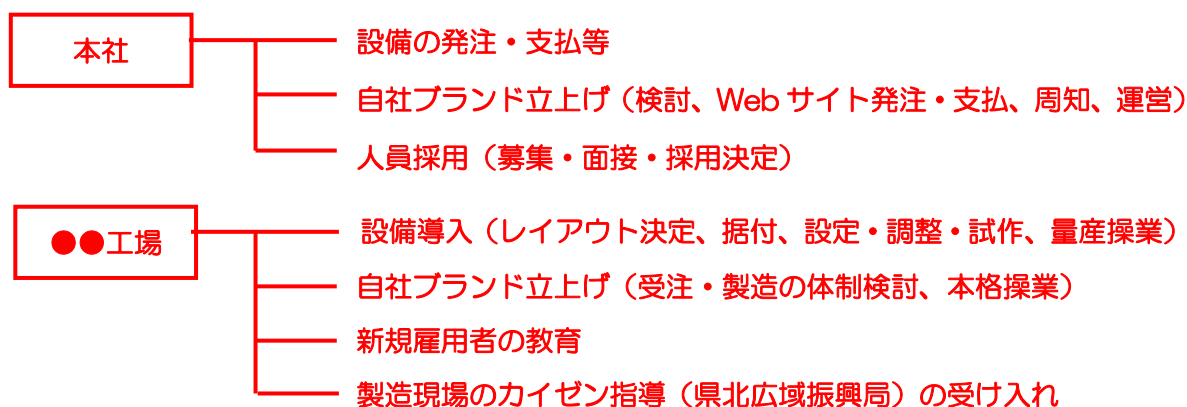 本社
設備の発注・支払等
自社ブランド立上げ（検討、Web サイト発注・支払、周知、運営）
人員採用（募集・面接・採用決定）
●●工場
設備導入（レイアウト決定、据付、設定・調整・試作、量産操業）
自社ブランド立上げ（受注・製造の体制検討、本格操業）
新規雇用者の教育
製造現場のカイゼン指導（県北広域振興局）の受け入れ